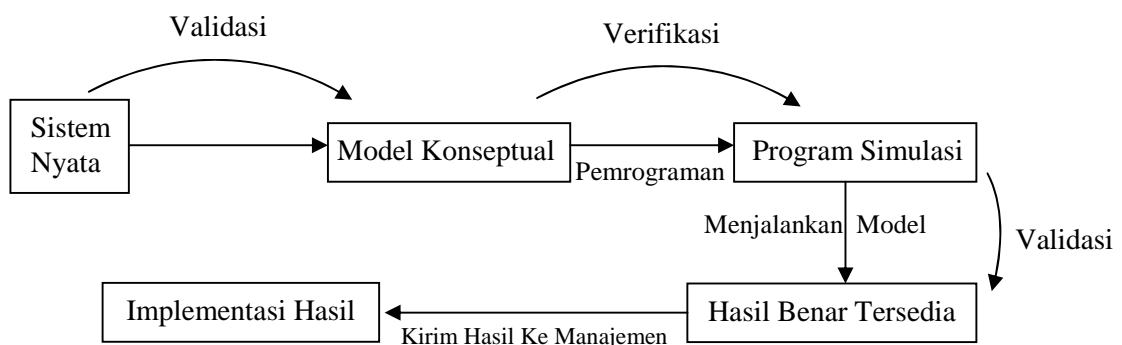 Validasi
Verifikasi
Sistem
Nyata
Model Konseptual
Pemrograman
Program Simulasi
Menjalankan Model
Validasi
Implementasi Hasil
Kirim Hasil Ke Manajemen
Hasil Benar Tersedia